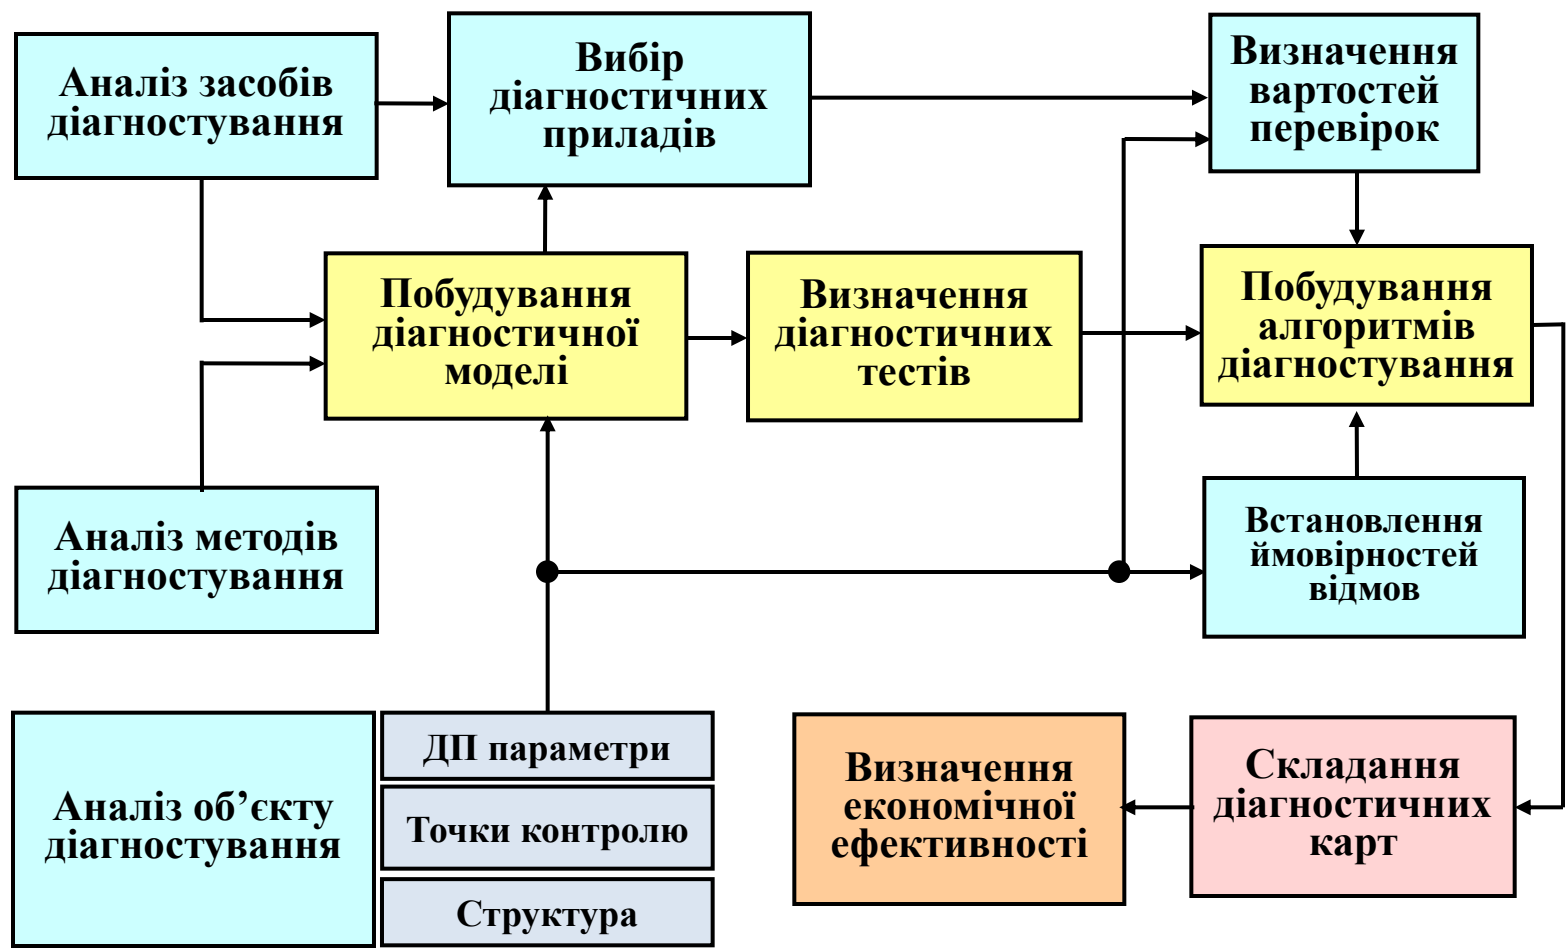 Аналіз засобів
діагностування
Вибір
діагностичних
приладів
Визначення
вартостей
перевірок
Побудування
діагностичної
моделі
Визначення
діагностичних
тестів
Побудування
алгоритмів
діагностування
Аналіз методів
діагностування
Встановлення
ймовірностей
відмов
Аналіз об’єкту
діагностування
ДП параметри
Точки контролю
Структура
Визначення
економічної
ефективності
Складання
діагностичних
карт